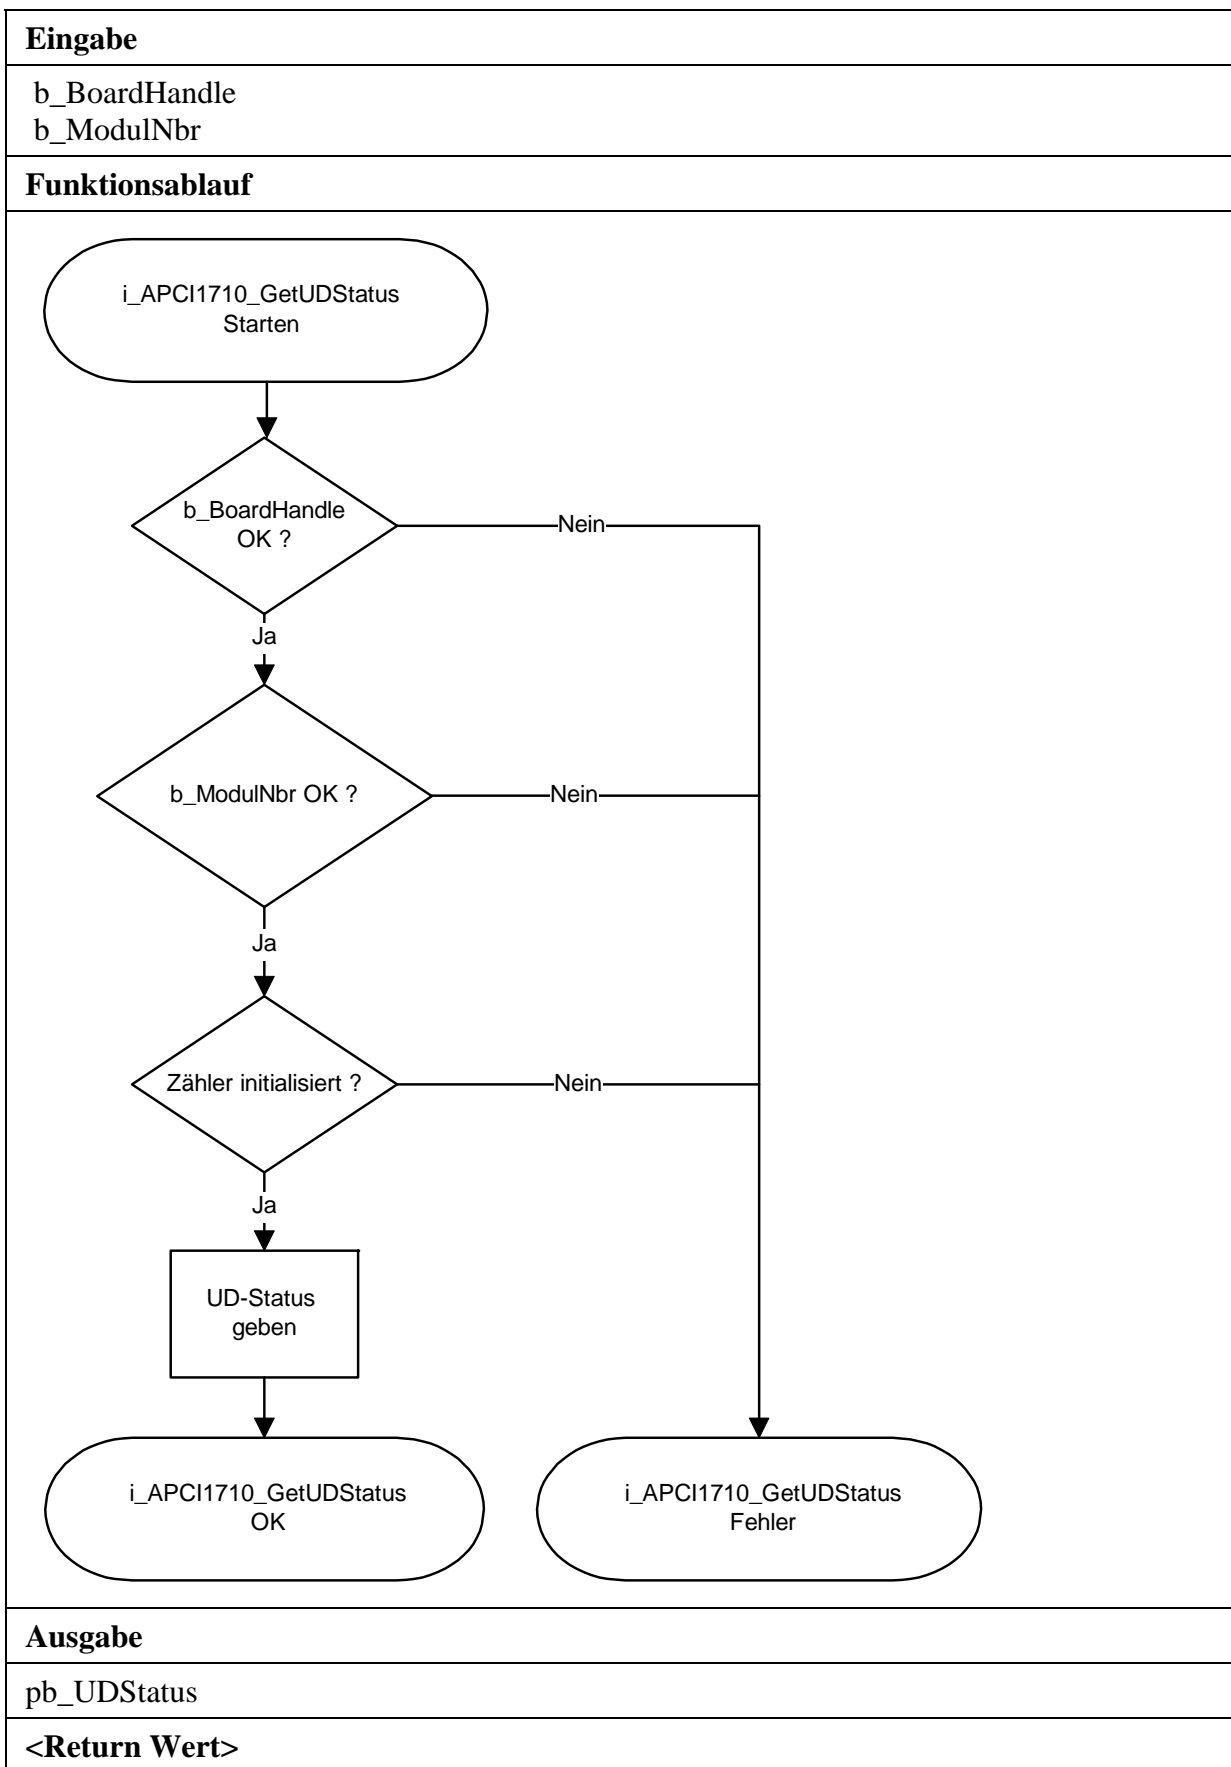 Eingabe
b_BoardHandle
b_ModulNbr
Funktionsablauf
i_APCI1710_GetUDStatus
Starten
b_BoardHandle
OK ?
Nein
Ja
b_ModulNbr OK ?
Nein
Ja
Zähler initialisiert ?
Nein
Ja
UD-Status
geben
i_APCI1710_GetUDStatus
OK
i_APCI1710_GetUDStatus
Fehler
Ausgabe
pb_UDStatus
<Return Wert>